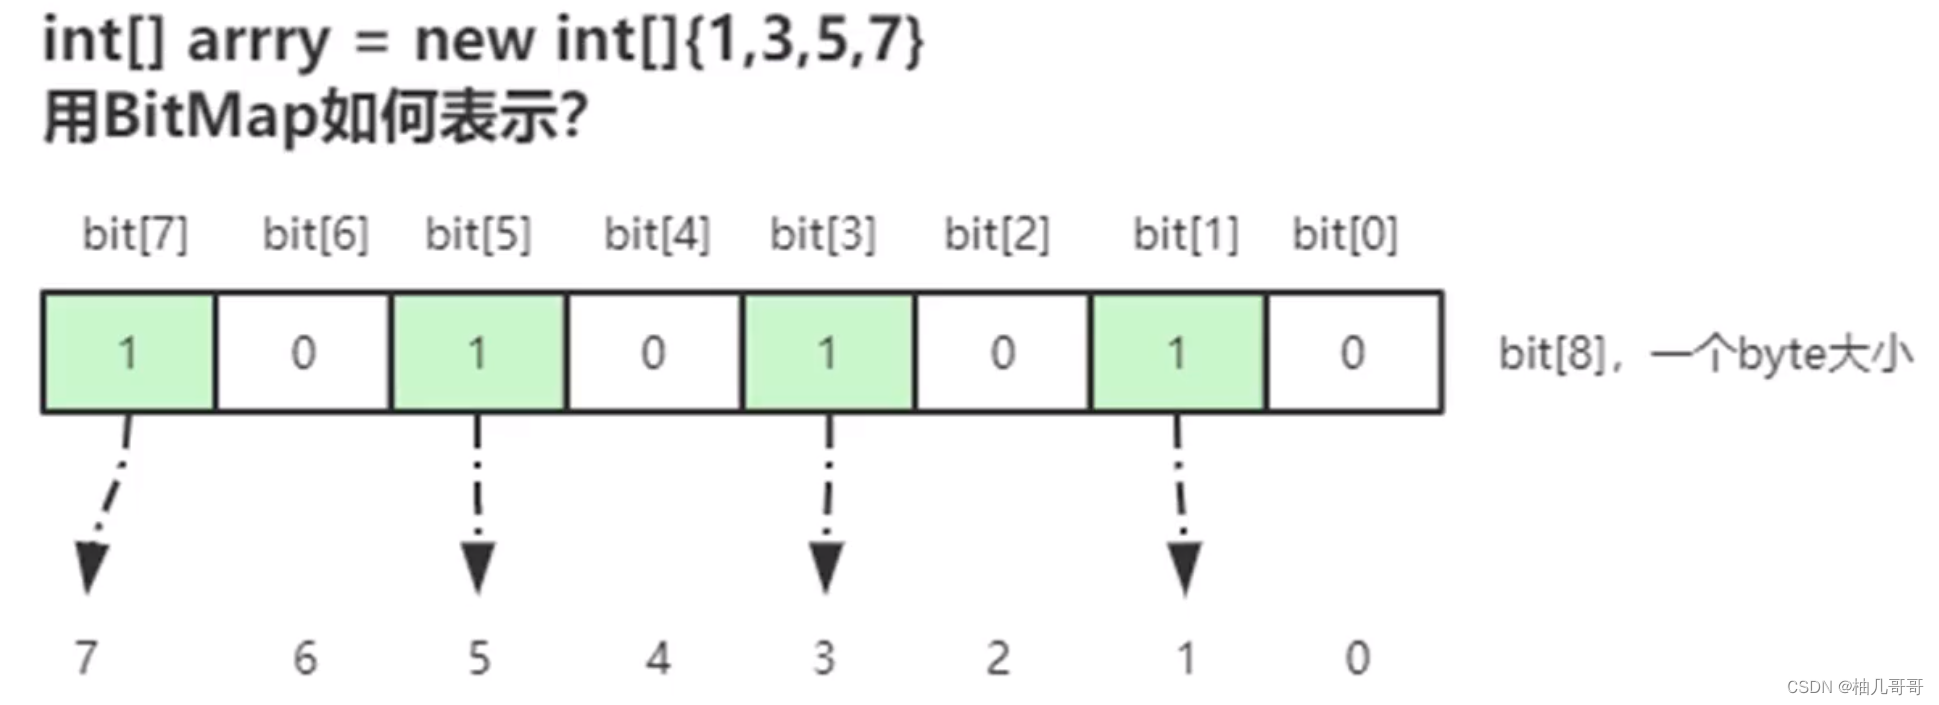 int[] arrry = new int[]{1,3,5,7}
用BitMap如何表示?
bit[7] bit[6] bit[5] bit[4] bit[3] bit[2] bit[1] bit[0]
1 0 1 0 1 0 1 0 bit[8], 一个byte大小
7 6 5 4 3 2 1 0
CSDN @柚几哥哥